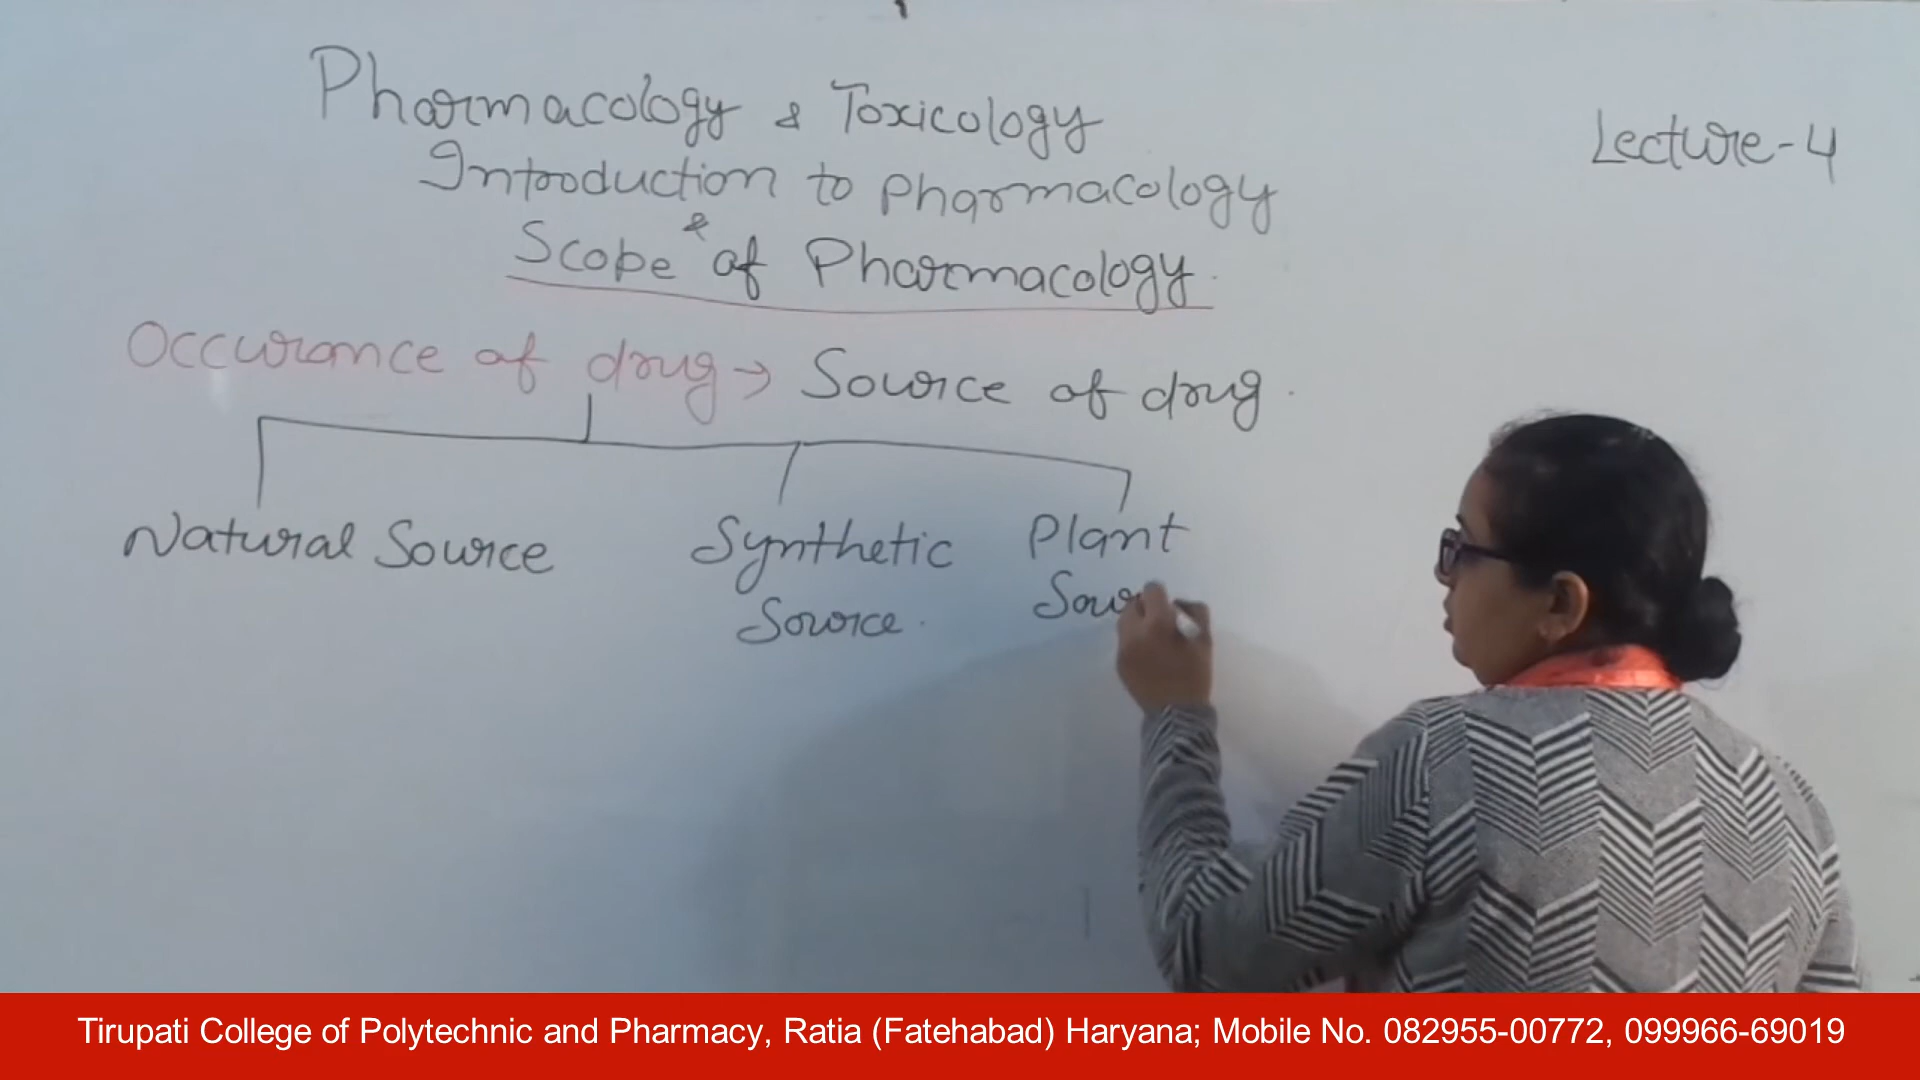 Pharmacology & Toxicology
Lecture-4
Introduction to pharmacology
&
Scope of Pharmacology.
Occurance of drug → Source of drug.
Natural Source Synthetic Plant
Source. Sour
Tirupati College of Polytechnic and Pharmacy, Ratia (Fatehabad) Haryana; Mobile No. 082955-00772, 099966-69019